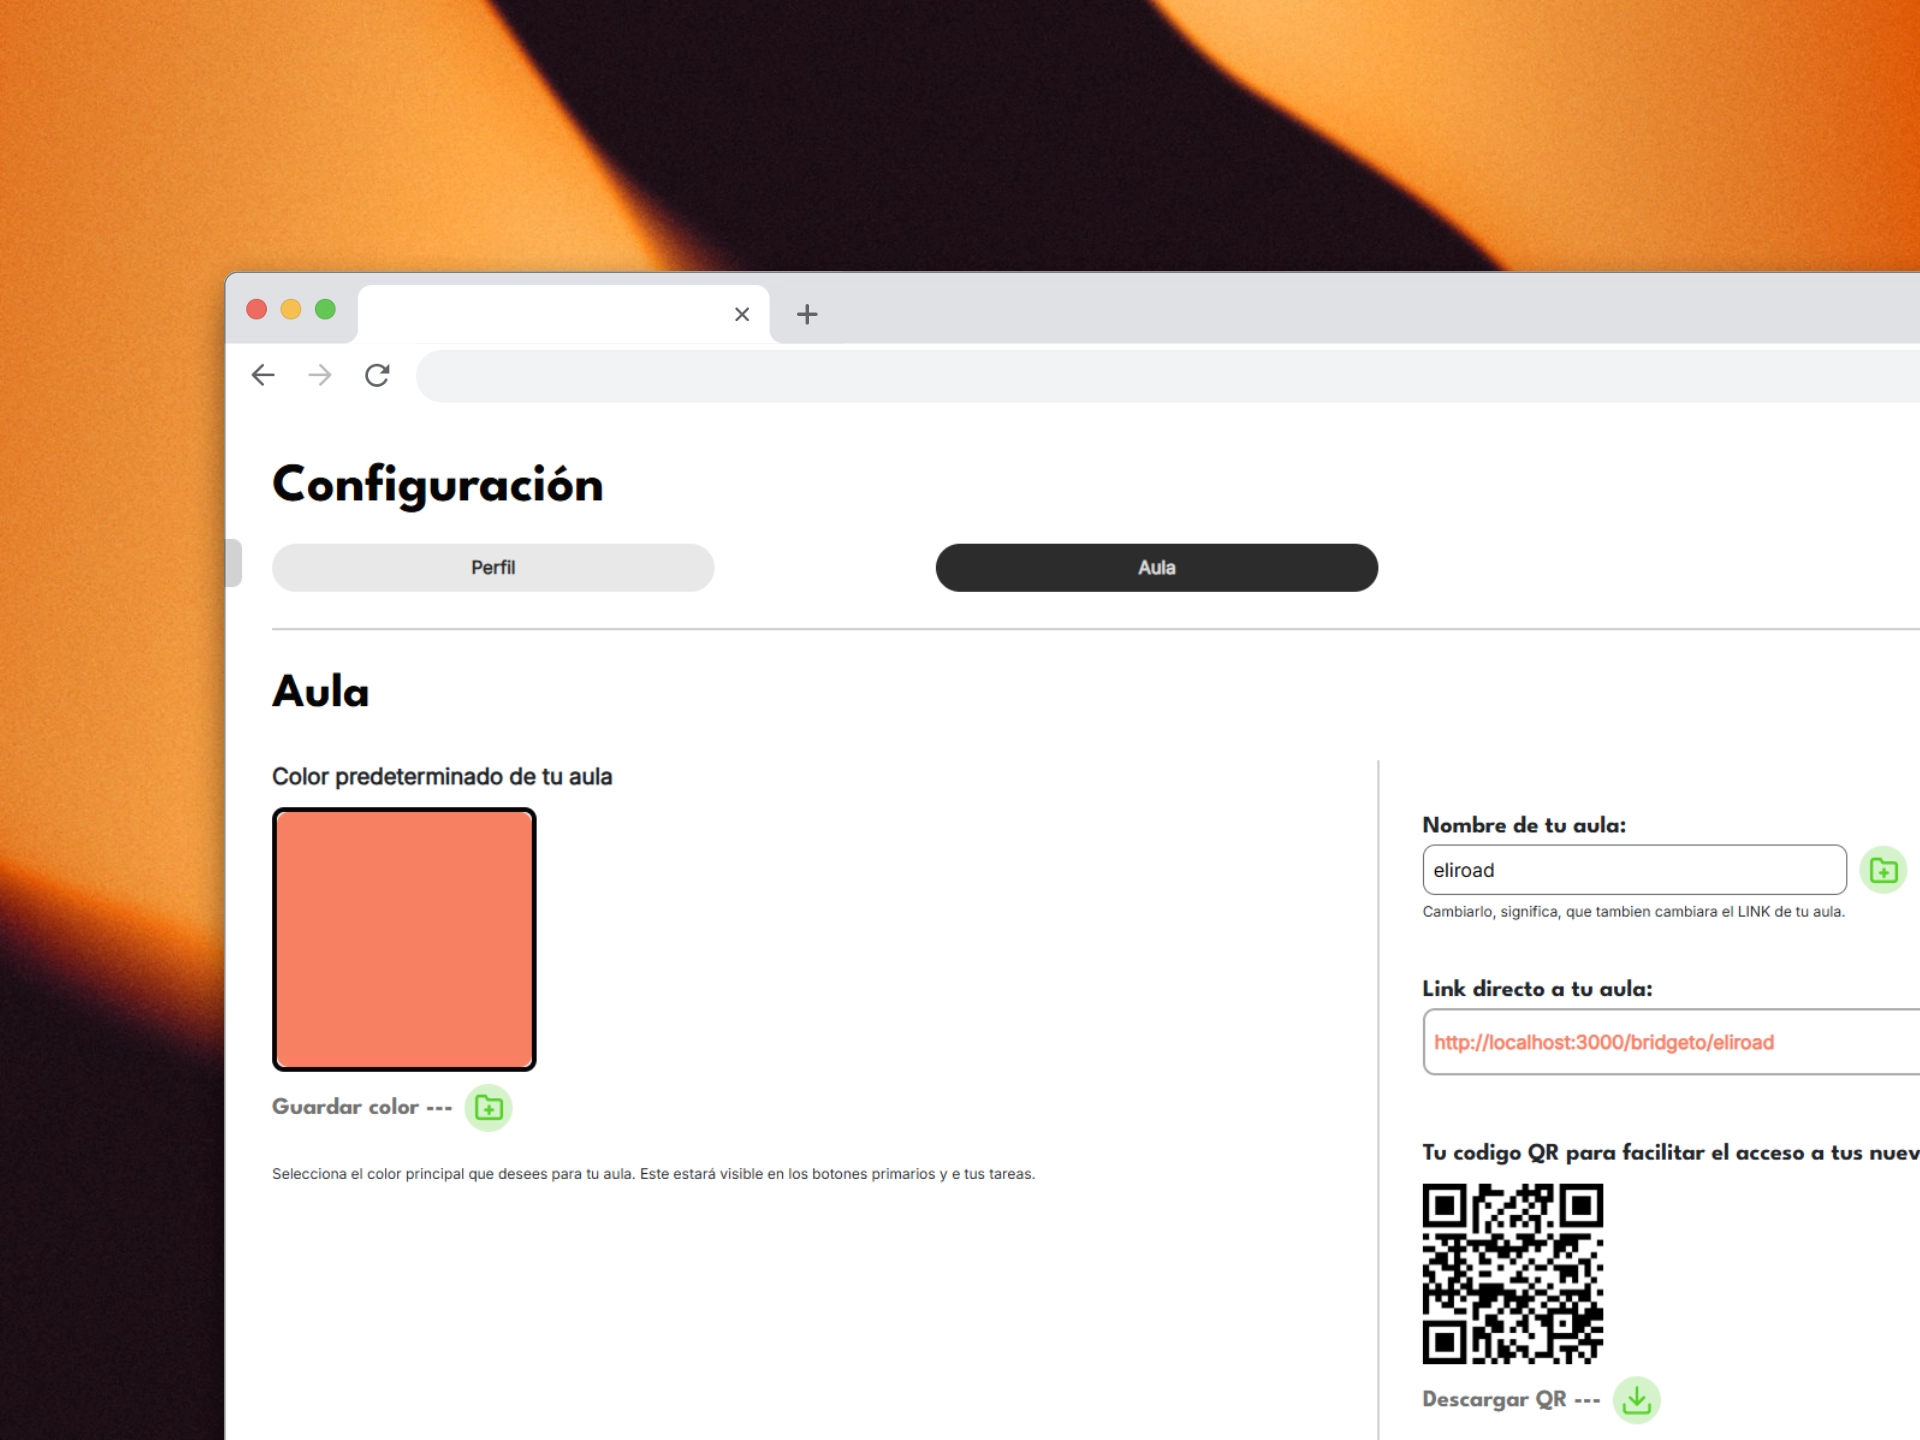 Configuración
Perfil
Aula
Aula
Color predeterminado de tu aula
Guardar color ---
Selecciona el color principal que desees para tu aula. Este estará visible en los botones primarios y e tus tareas.
Nombre de tu aula:
eliroad
Cambiarlo, significa, que tambien cambiara el LINK de tu aula.
Link directo a tu aula:
http://localhost:3000/bridgeto/eliroad
Tu codigo QR para facilitar el acceso a tus nuev
Descargar QR ---